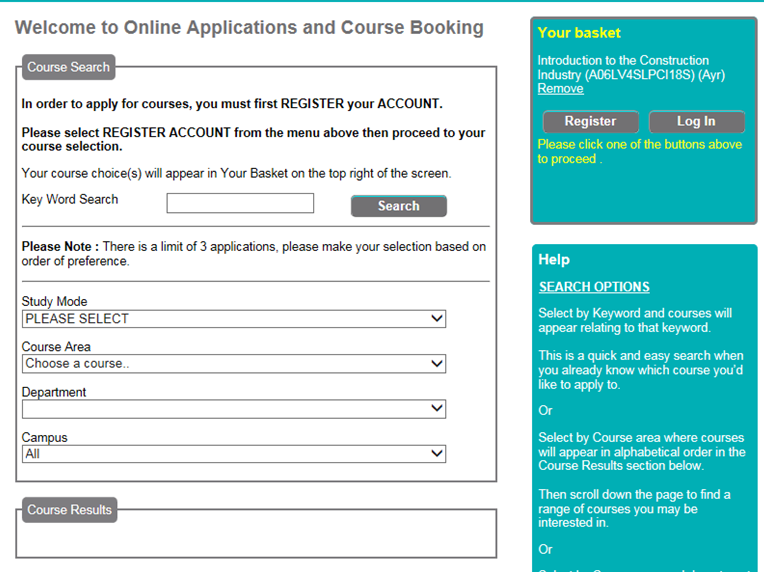 Welcome to Online Applications and Course Booking
Course Search
In order to apply for courses, you must first REGISTER your ACCOUNT.
Please select REGISTER ACCOUNT from the menu above then proceed to your
course selection.
Your course choice(s) will appear in Your Basket on the top right of the screen.
Key Word Search
Search
Please Note : There is a limit of 3 applications, please make your selection based on
order of preference.
Study Mode
PLEASE SELECT
Course Area
Choose a course..
Department
Campus
All
Course Results
Your basket
Introduction to the Construction
Industry (A06LV4SLPCI18S) (Ayr)
Remove
Register
Log In
Please click one of the buttons above
to proceed .
Help
SEARCH OPTIONS
Select by Keyword and courses will
appear relating to that keyword.
This is a quick and easy search when
you already know which course you'd
like to apply to.
Or
Select by Course area where courses
will appear in alphabetical order in the
Course Results section below.
Then scroll down the page to find a
range of courses you may be
interested in.
Or